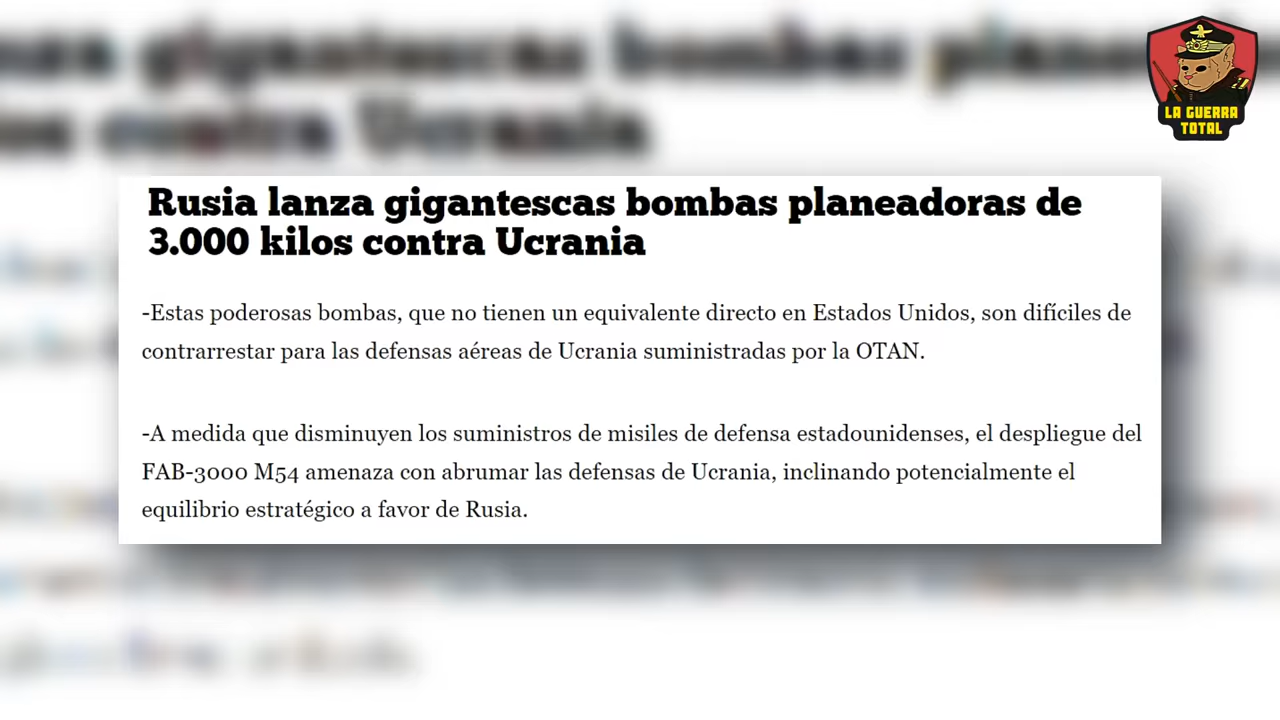 LA GUERRA
TOTAL
Rusia lanza gigantescas bombas planeadoras de
3.000 kilos contra Ucrania
-Estas poderosas bombas, que no tienen un equivalente directo en Estados Unidos, son difíciles de
contrarrestar para las defensas aéreas de Ucrania suministradas por la OTAN.
-A medida que disminuyen los suministros de misiles de defensa estadounidenses, el despliegue del
FAB-3000 M54 amenaza con abrumar las defensas de Ucrania, inclinando potencialmente el
equilibrio estratégico a favor de Rusia.